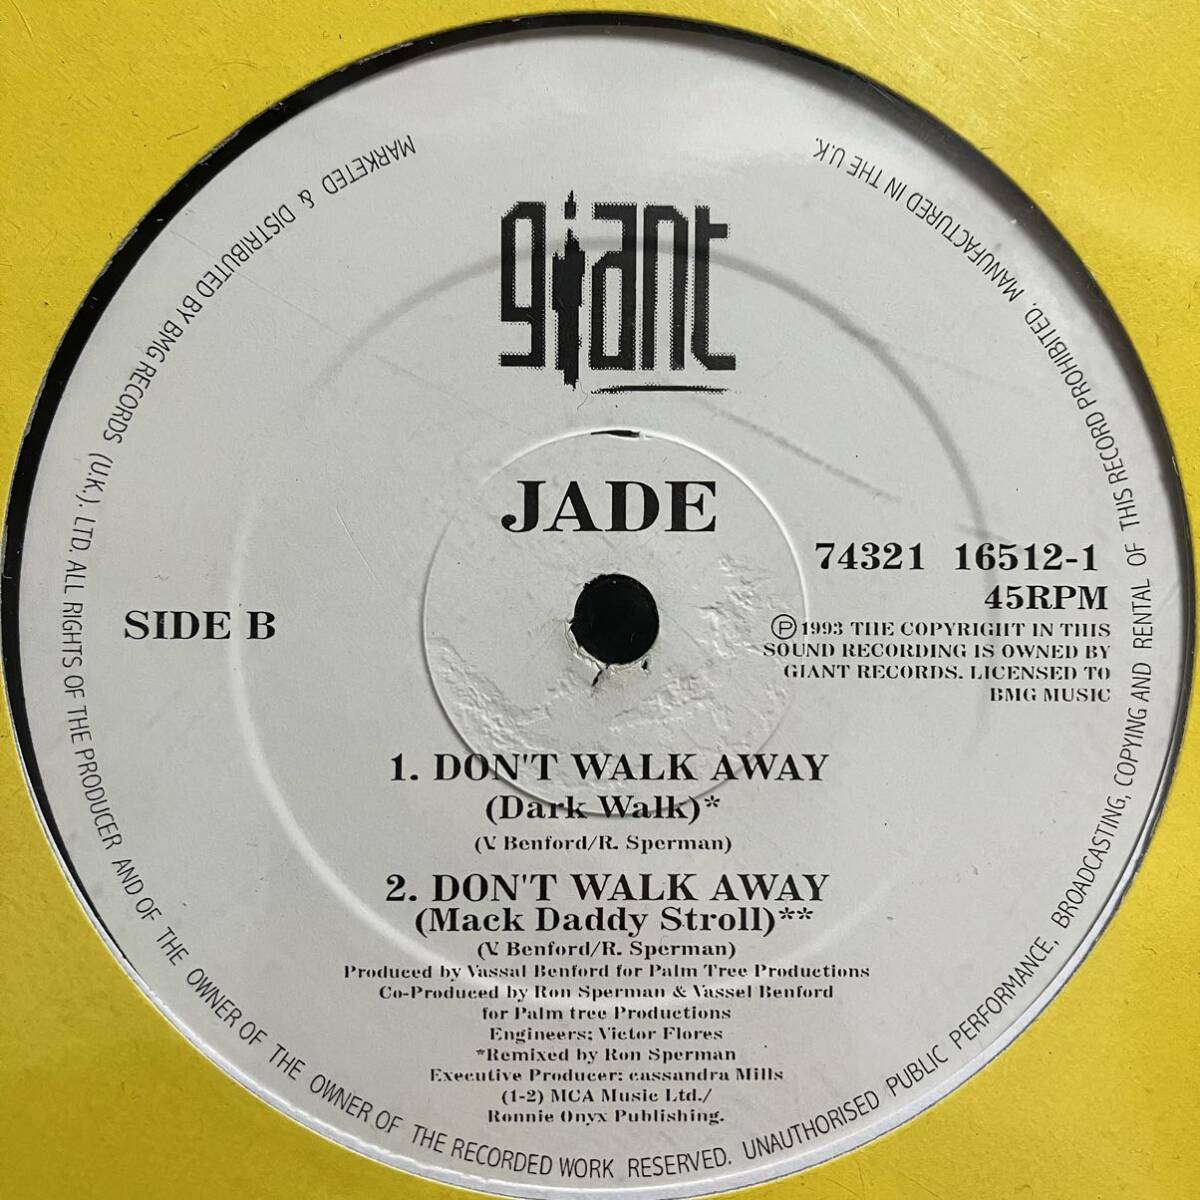 giant
JADE
74321 16512-1
45RPM
SIDE B
Ⓟ 1993 THE COPYRIGHT IN THIS
SOUND RECORDING IS OWNED BY
GIANT RECORDS. LICENSED TO
BMG MUSIC
1. DON'T WALK AWAY
(Dark Walk)*
(V. Benford/R. Sperman)
2. DON'T WALK AWAY
(Mack Daddy Stroll)**
(V. Benford/R. Sperman)
Produced by Vassal Benford for Palm Tree Productions
Co-Produced by Ron Sperman & Vassel Benford
for Palm tree Productions
Engineers: Victor Flores
*Remixed by Ron Sperman
Executive Producer: cassandra Mills
(1-2) MCA Music Ltd./
Ronnie Onyx Publishing.
MARKETED & DISTRIBUTED BY BMG RECORDS (U.K.). LTD. ALL RIGHTS OF THE PRODUCER AND OF THE OWNER OF THE OWNER OF THE RECORDED WORK RESERVED. UNAUTHORISED PUBLIC PERFORMANCE, BROADCASTING, COPYING AND RENTAL OF THIS RECORD PROHIBITED. MANUFACTURED IN THE U.K.